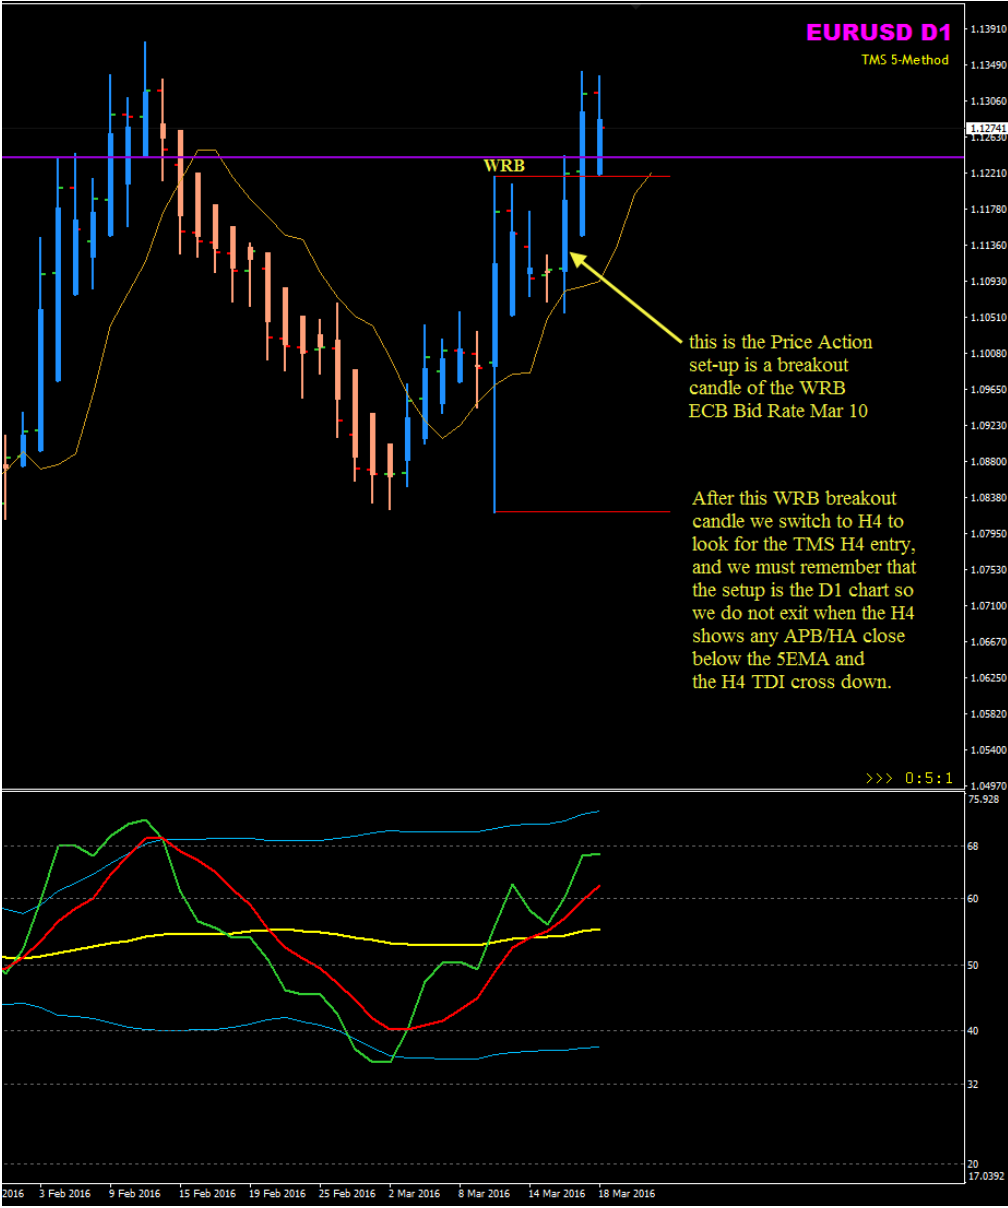 EURUSD D1
TMS 5-Method
1.13910
1.13490
1.13060
1.12741
1.12630
1.12210
1.11780
1.11360
1.10930
1.10510
1.10080
1.09650
1.09230
1.08800
1.08380
1.07950
1.07530
1.07100
1.06670
1.06250
1.05820
1.05400
1.04970
WRB
this is the Price Action
set-up is a breakout
candle of the WRB
ECB Bid Rate Mar 10
After this WRB breakout
candle we switch to H4 to
look for the TMS H4 entry,
and we must remember that
the setup is the D1 chart so
we do not exit when the H4
shows any APB/HA close
below the 5EMA and
the H4 TDI cross down.
>>> 0:5:1
75.928
68
60
50
40
32
20
17.0392
2016
3 Feb 2016
9 Feb 2016
15 Feb 2016
19 Feb 2016
25 Feb 2016
2 Mar 2016
8 Mar 2016
14 Mar 2016
18 Mar 2016